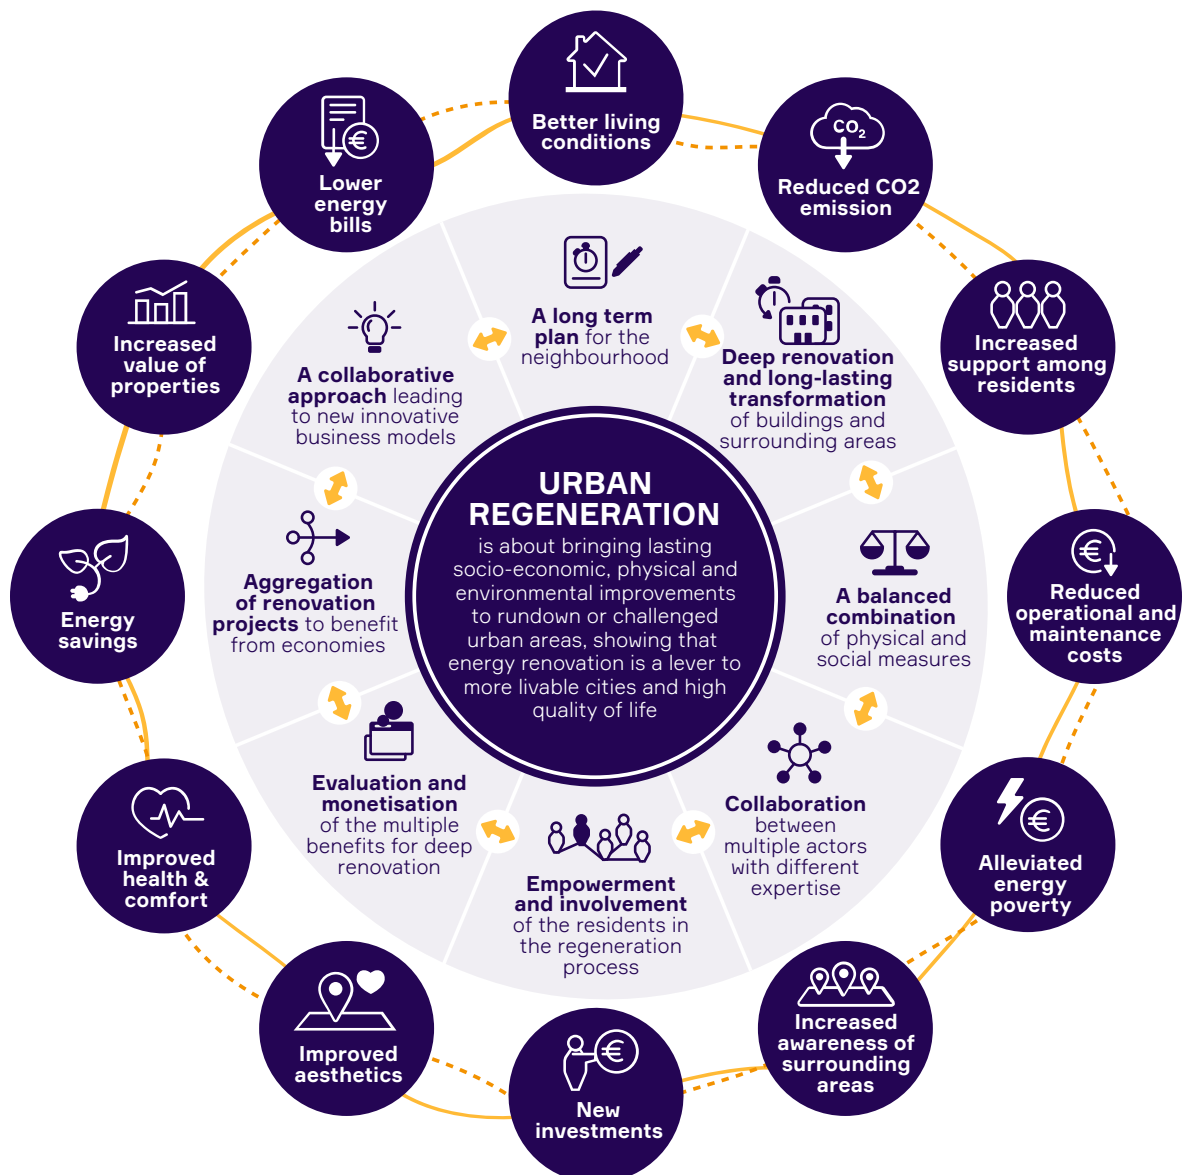 Better living
conditions
CO₂
Reduced CO2
emission
Increased
support among
residents
€
Reduced
operational and
maintenance
costs
€
Alleviated
energy
poverty
Increased
awareness of
surrounding
areas
€
New
investments
Improved
aesthetics
Improved
health &
comfort
Energy
savings
Increased
value of
properties
€
Lower
energy
bills
A long term
plan for the
neighbourhood
Deep renovation
and long-lasting
transformation
of buildings and
surrounding areas
A balanced
combination
of physical and
social measures
Collaboration
between
multiple actors
with different
expertise
Empowerment
and involvement
of the residents in
the regeneration
process
Evaluation and
monetisation
of the multiple
benefits for deep
renovation
Aggregation
of renovation
projects to benefit
from economies
A collaborative
approach leading
to new innovative
business models
URBAN
REGENERATION
is about bringing lasting
socio-economic, physical and
environmental improvements
to rundown or challenged
urban areas, showing that
energy renovation is a lever to
more livable cities and high
quality of life